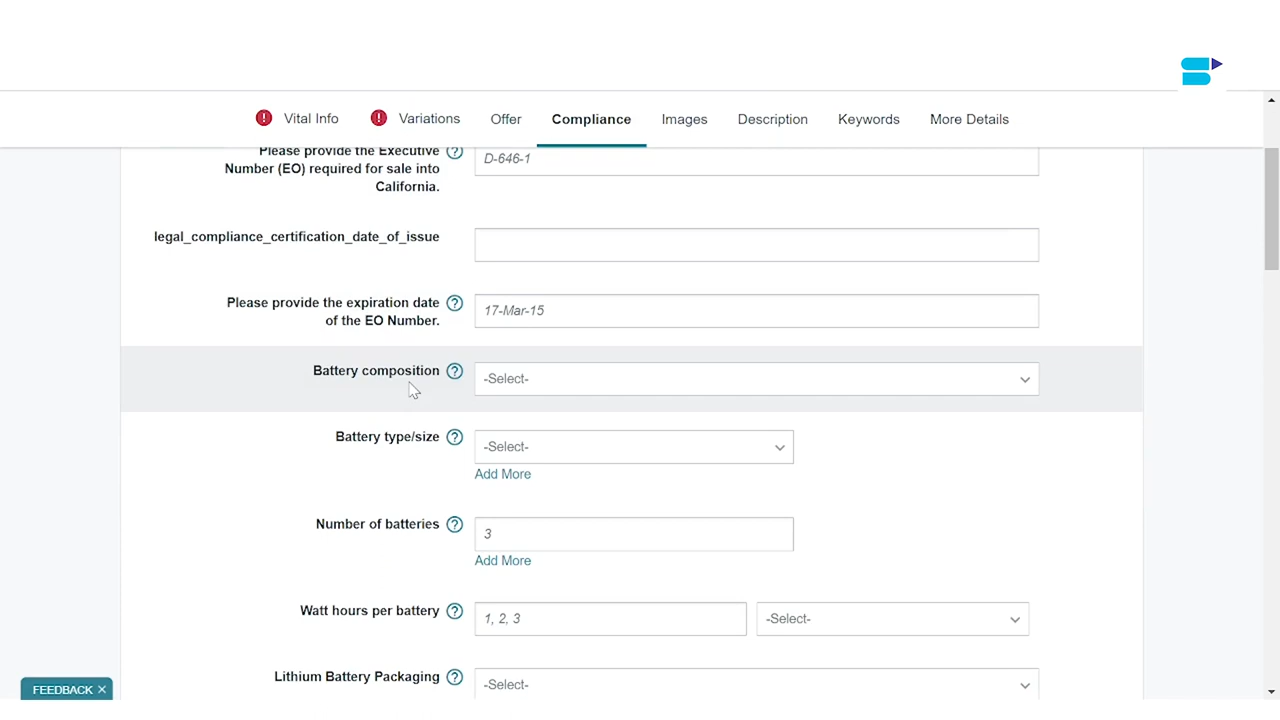 Vital Info
Variations
Offer
Compliance
Images
Description
Keywords
More Details
Please provide the Executive
Number (EO) required for sale into
California.
D-646-1
legal_compliance_certification_date_of_issue
Please provide the expiration date
of the EO Number.
17-Mar-15
Battery composition
-Select-
Battery type/size
-Select-
Add More
Number of batteries
3
Add More
Watt hours per battery
1, 2, 3
-Select-
Lithium Battery Packaging
-Select-
FEEDBACK